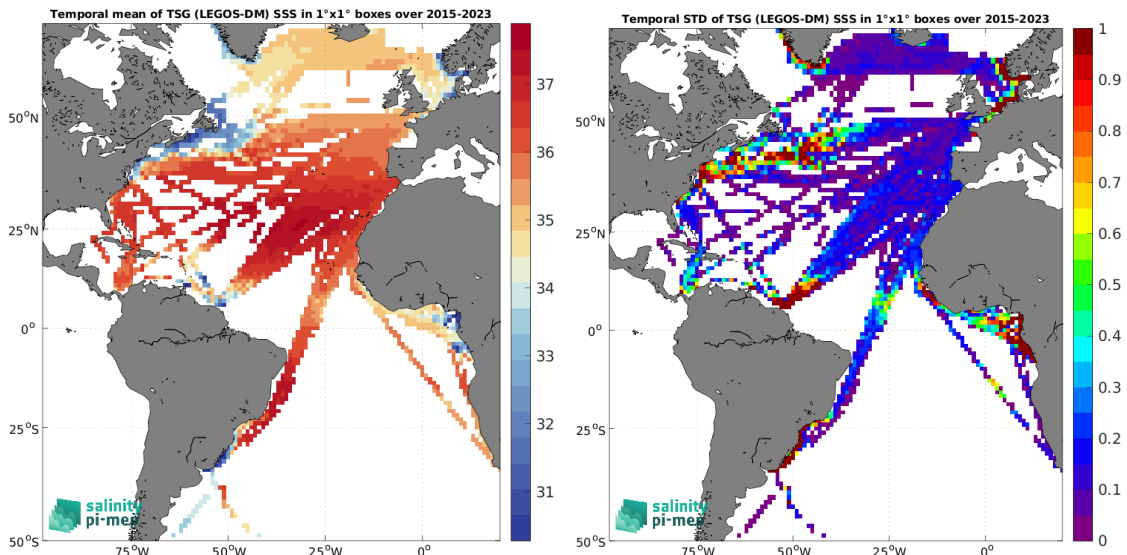 Temporal mean of TSG (LEGOS-DM) SSS in 1°x1° boxes over 2015-2023
50°N
25°N
0°
25°S
50°S
75°W
50°W
25°W
0°
37
36
35
34
33
32
31
salinity
pi-mep
Temporal STD of TSG (LEGOS-DM) SSS in 1°x1° boxes over 2015-2023
50°N
25°N
0°
25°S
50°S
75°W
50°W
25°W
0°
1
0.9
0.8
0.7
0.6
0.5
0.4
0.3
0.2
0.1
0
salinity
pi-mep